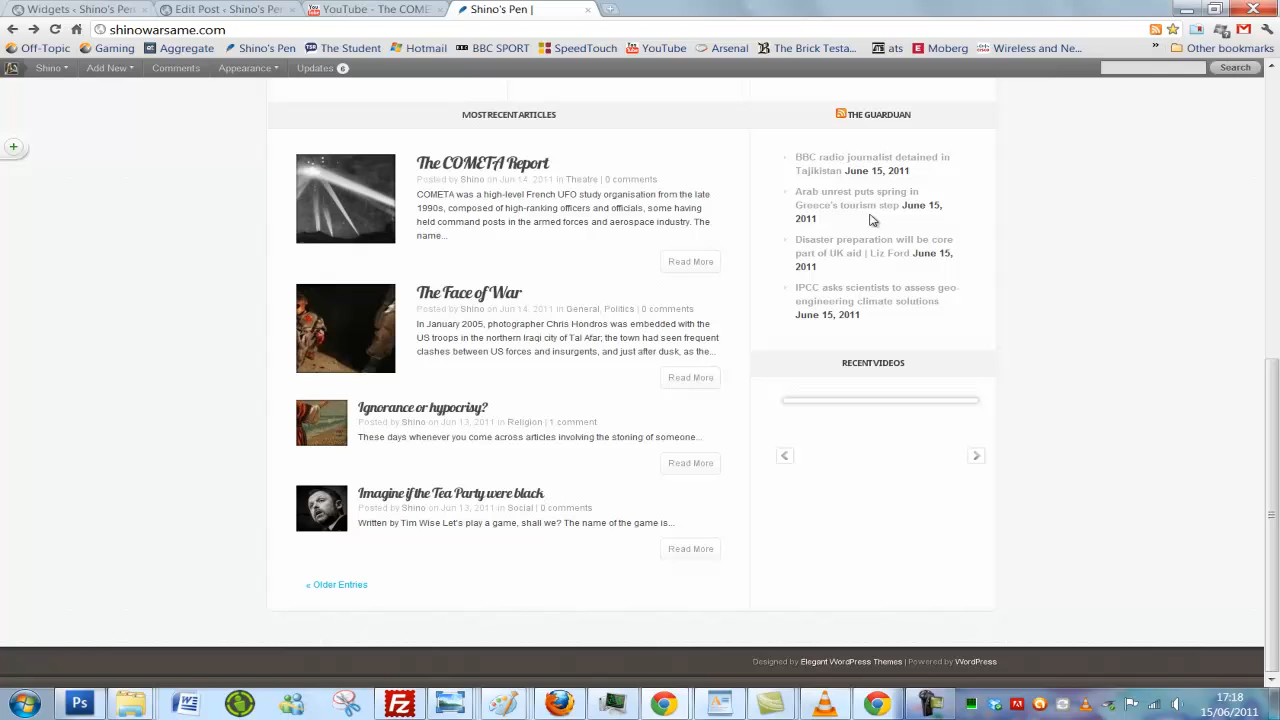 Widgets ‹ Shino's Pen
Edit Post ‹ Shino's Pen
YouTube - The COME
Shino's Pen |
shinowarsame.com
Off-Topic
Gaming
Aggregate
Shino's Pen
The Student
Hotmail
BBC SPORT
SpeedTouch
YouTube
Arsenal
The Brick Testa...
ats
Moberg
Wireless and Ne...
»
Other bookmarks
Shino
Add New
Comments
Appearance
Updates 6
Search
MOST RECENT ARTICLES
The COMETA Report
Posted by Shino on Jun 14, 2011 in Theatre | 0 comments
COMETA was a high-level French UFO study organisation from the late
1990s, composed of high-ranking officers and officials, some having
held command posts in the armed forces and aerospace industry. The
name...
Read More
The Face of War
Posted by Shino on Jun 14, 2011 in General, Politics | 0 comments
In January 2005, photographer Chris Hondros was embedded with the
US troops in the northern Iraqi city of Tal Afar; the town had seen frequent
clashes between US forces and insurgents, and just after dusk, as the...
Read More
Ignorance or hypocrisy?
Posted by Shino on Jun 13, 2011 in Religion | 1 comment
These days whenever you come across articles involving the stoning of someone...
Read More
Imagine if the Tea Party were black
Posted by Shino on Jun 13, 2011 in Social | 0 comments
Written by Tim Wise Let's play a game, shall we? The name of the game is...
Read More
« Older Entries
THE GUARDUAN
BBC radio journalist detained in
Tajikistan June 15, 2011
Arab unrest puts spring in
Greece's tourism step June 15,
2011
Disaster preparation will be core
part of UK aid | Liz Ford June 15,
2011
IPCC asks scientists to assess geo-
engineering climate solutions
June 15, 2011
RECENT VIDEOS
Designed by Elegant WordPress Themes | Powered by WordPress
17:18
15/06/2011